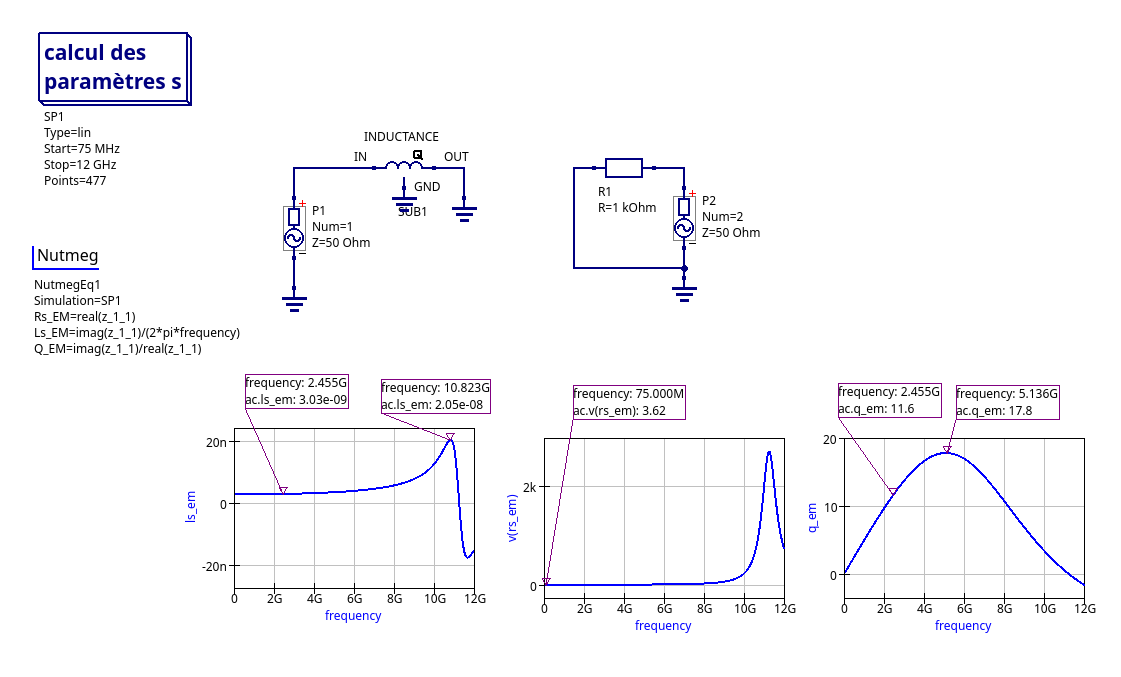 calcul des
paramètres s
SP1
Type=lin
Start=75 MHz
Stop=12 GHz
Points=477
INDUCTANCE
IN
OUT
GND
SUB1
P1
Num=1
Z=50 Ohm
R1
R=1 kOhm
P2
Num=2
Z=50 Ohm
Nutmeg
NutmegEq1
Simulation=SP1
Rs_EM=real(z_1_1)
Ls_EM=imag(z_1_1)/(2*pi*frequency)
Q_EM=imag(z_1_1)/real(z_1_1)
frequency: 2.455G
ac.ls_em: 3.03e-09
frequency: 10.823G
ac.ls_em: 2.05e-08
20n
0
-20n
ls_em
0 2G 4G 6G 8G 10G 12G
frequency
frequency: 75.000M
ac.v(rs_em): 3.62
2k
0
v(rs_em)
0 2G 4G 6G 8G 10G 12G
frequency
frequency: 2.455G
ac.q_em: 11.6
frequency: 5.136G
ac.q_em: 17.8
20
10
0
q_em
0 2G 4G 6G 8G 10G 12G
frequency